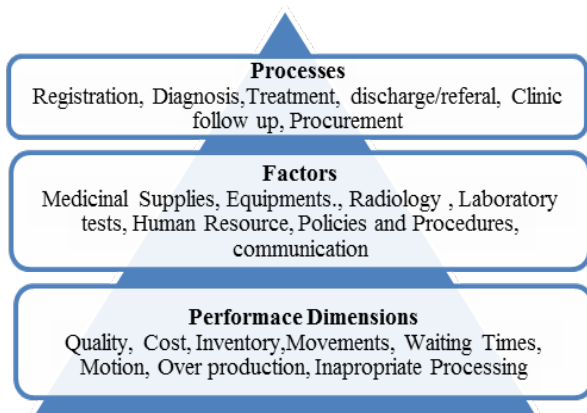 Processes
Registration, Diagnosis,Treatment, discharge/referal, Clinic
follow up, Procurement
Factors
Medicinal Supplies, Equipments., Radiology , Laboratory
tests, Human Resource, Policies and Procedures,
communication
Performace Dimensions
Quality, Cost, Inventory,Movements, Waiting Times,
Motion, Over production, Inapropriate Processing